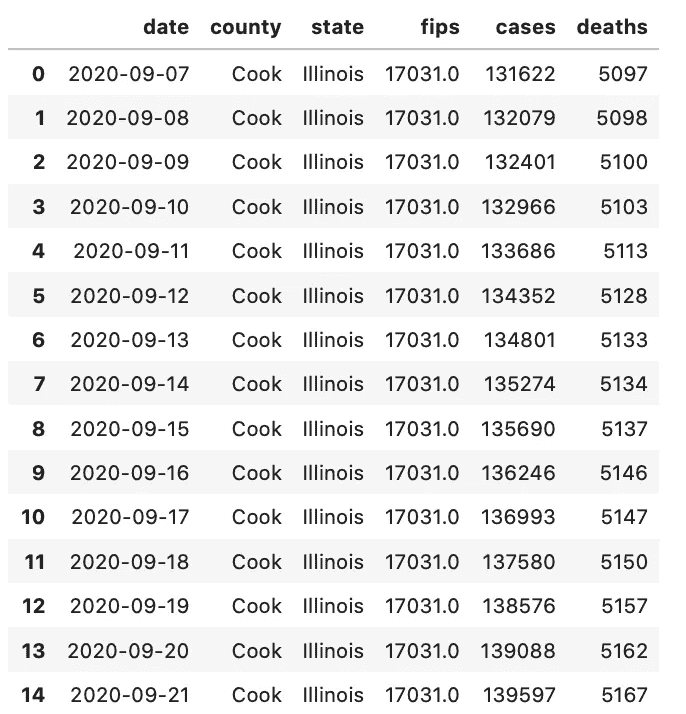 date county state fips cases deaths
0 2020-09-07 Cook Illinois 17031.0 131622 5097
1 2020-09-08 Cook Illinois 17031.0 132079 5098
2 2020-09-09 Cook Illinois 17031.0 132401 5100
3 2020-09-10 Cook Illinois 17031.0 132966 5103
4 2020-09-11 Cook Illinois 17031.0 133686 5113
5 2020-09-12 Cook Illinois 17031.0 134352 5128
6 2020-09-13 Cook Illinois 17031.0 134801 5133
7 2020-09-14 Cook Illinois 17031.0 135274 5134
8 2020-09-15 Cook Illinois 17031.0 135690 5137
9 2020-09-16 Cook Illinois 17031.0 136246 5146
10 2020-09-17 Cook Illinois 17031.0 136993 5147
11 2020-09-18 Cook Illinois 17031.0 137580 5150
12 2020-09-19 Cook Illinois 17031.0 138576 5157
13 2020-09-20 Cook Illinois 17031.0 139088 5162
14 2020-09-21 Cook Illinois 17031.0 139597 5167